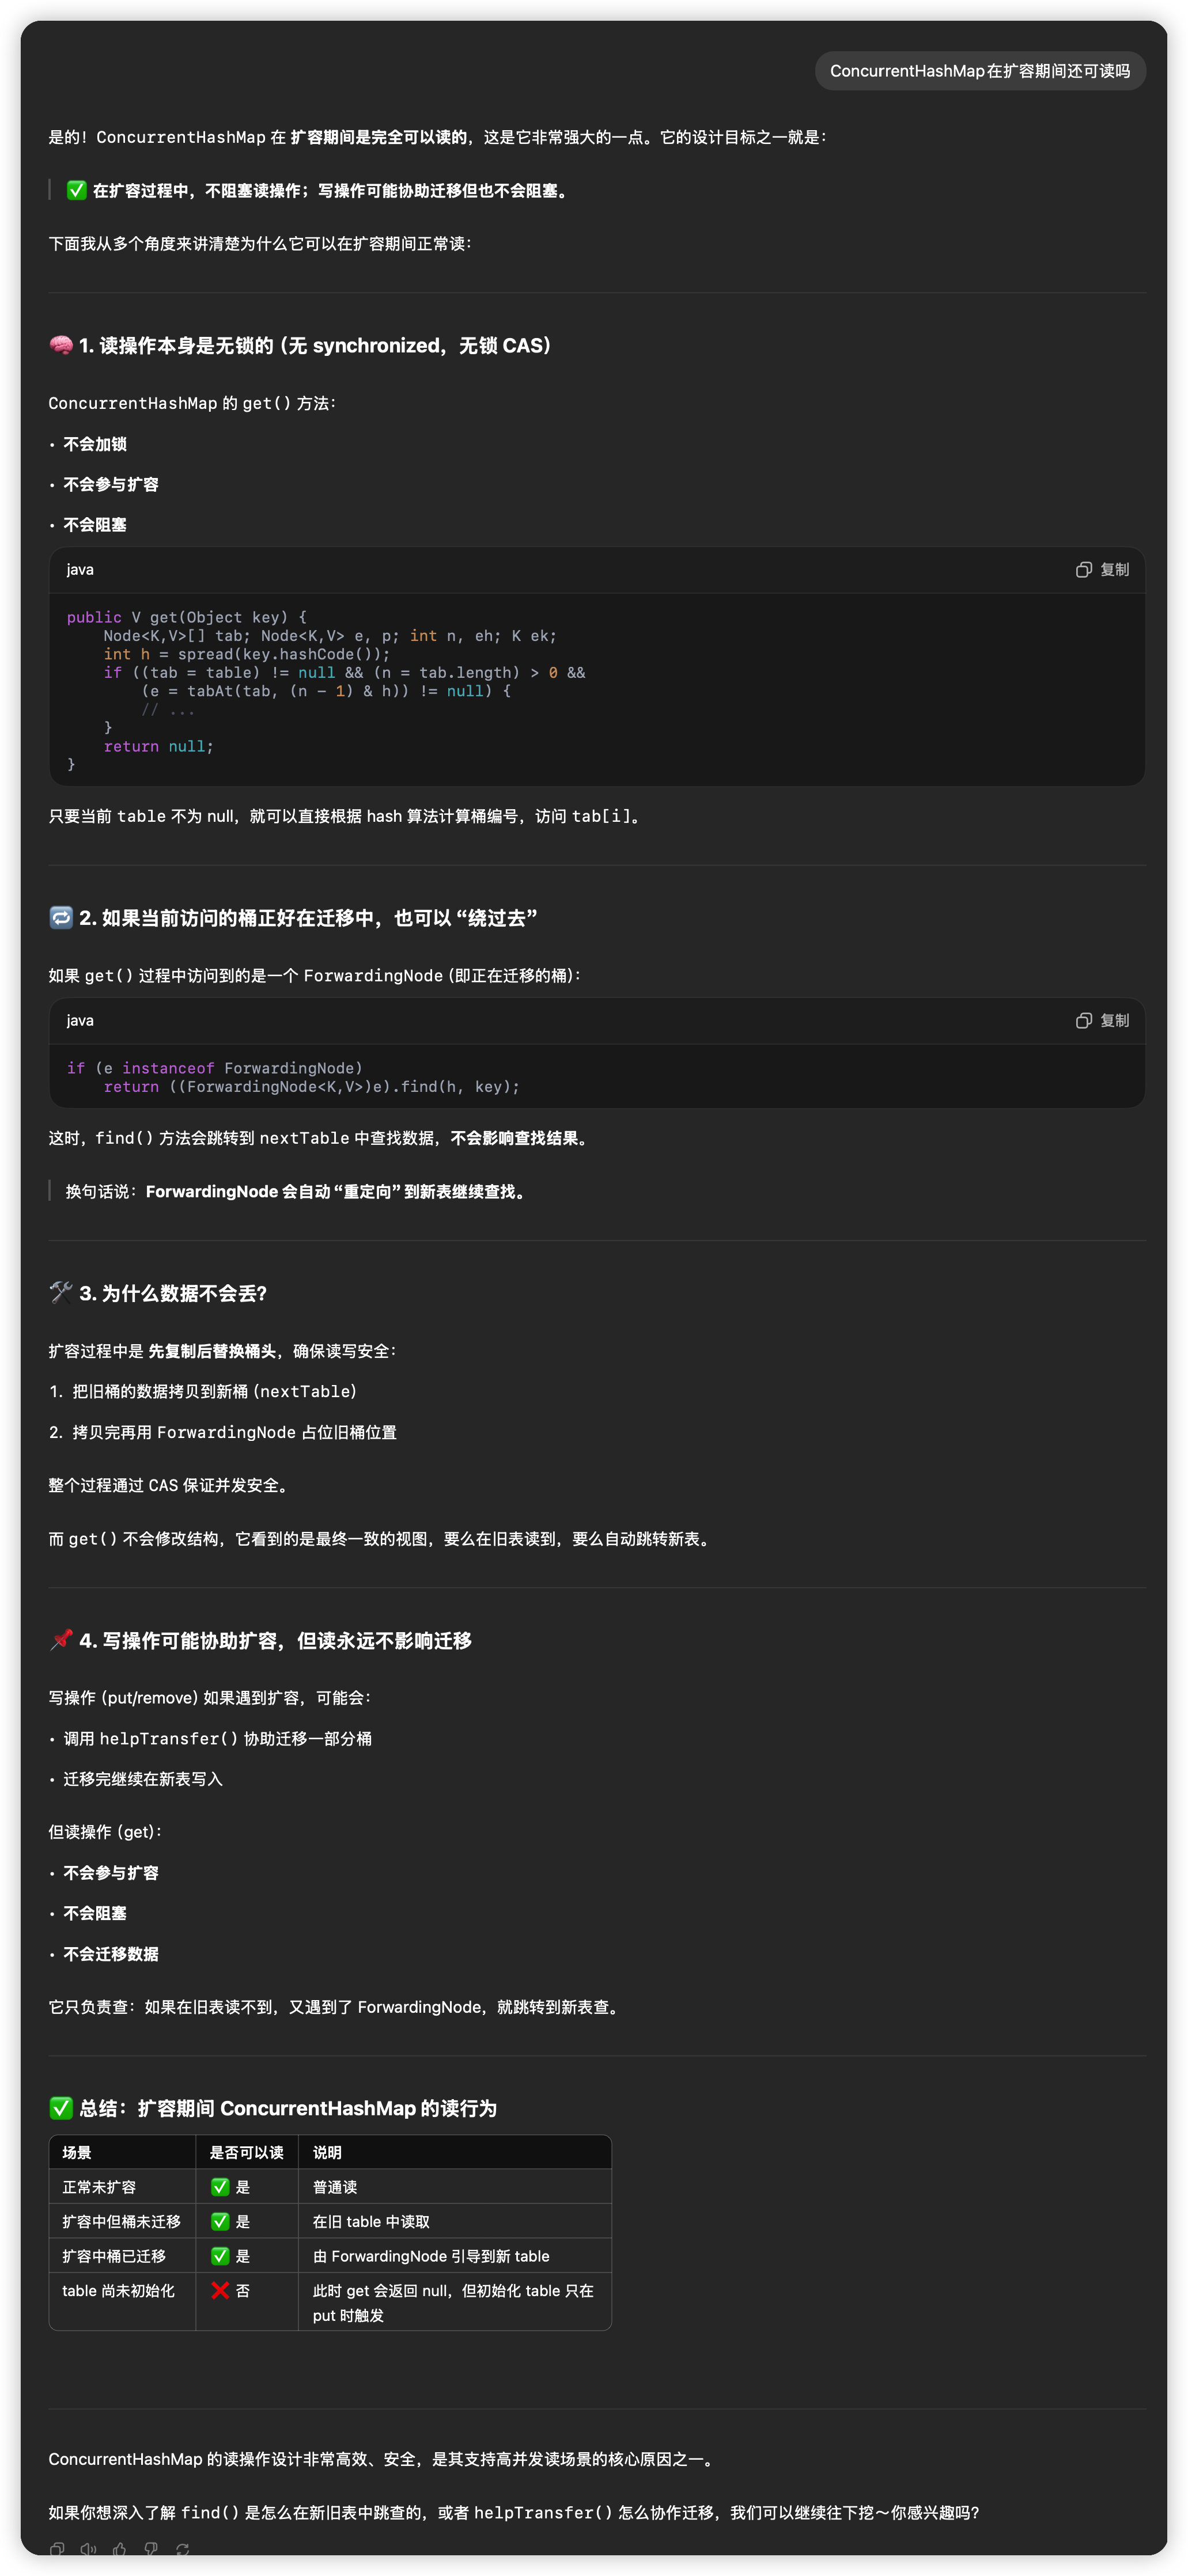 ConcurrentHashMap在扩容期间还可读吗
是的！ConcurrentHashMap 在 扩容期间是完全可以读的，这是它非常强大的一点。它的设计目标之一就是：
✅ 在扩容过程中，不阻塞读操作；写操作可能协助迁移但也不会阻塞。
下面我从多个角度来讲清楚为什么它可以在扩容期间正常读：
🧠 1. 读操作本身是无锁的（无 synchronized，无锁 CAS）
ConcurrentHashMap 的 get() 方法：
• 不会加锁
• 不会参与扩容
• 不会阻塞
java
复制
public V get(Object key) {
    Node<K,V>[] tab; Node<K,V> e, p; int n, eh; K ek;
    int h = spread(key.hashCode());
    if ((tab = table) != null && (n = tab.length) > 0 &&
        (e = tabAt(tab, (n - 1) & h)) != null) {
        // ...
    }
    return null;
}
只要当前 table 不为 null，就可以直接根据 hash 算法计算桶编号，访问 tab[i]。
🔁 2. 如果当前访问的桶正好在迁移中，也可以“绕过去”
如果 get() 过程中访问到的是一个 ForwardingNode（即正在迁移的桶）：
java
复制
if (e instanceof ForwardingNode)
    return ((ForwardingNode<K,V>)e).find(h, key);
这时，find() 方法会跳转到 nextTable 中查找数据，不会影响查找结果。
换句话说：ForwardingNode 会自动“重定向”到新表继续查找。
🛠 3. 为什么数据不会丢？
扩容过程中是 先复制后替换桶头，确保读写安全：
1. 把旧桶的数据拷贝到新桶（nextTable）
2. 拷贝完再用 ForwardingNode 占位旧桶位置
整个过程通过 CAS 保证并发安全。
而 get() 不会修改结构，它看到的是最终一致的视图，要么在旧表读到，要么自动跳转新表。
📌 4. 写操作可能协助扩容，但读永远不影响迁移
写操作（put/remove）如果遇到扩容，可能会：
• 调用 helpTransfer() 协助迁移一部分桶
• 迁移完继续在新表写入
但读操作（get）：
• 不会参与扩容
• 不会阻塞
• 不会迁移数据
它只负责查：如果在旧表读不到，又遇到了 ForwardingNode，就跳转到新表查。
✅ 总结：扩容期间 ConcurrentHashMap 的读行为
场景 是否可以读 说明
正常未扩容 ✅ 是 普通读
扩容中但桶未迁移 ✅ 是 在旧 table 中读取
扩容中桶已迁移 ✅ 是 由 ForwardingNode 引导到新 table
table 尚未初始化 ❌ 否 此时 get 会返回 null，但初始化 table 只在
put 时触发
ConcurrentHashMap 的读操作设计非常高效、安全，是其支持高并发读场景的核心原因之一。
如果你想深入了解 find() 是怎么在新旧表中跳查的，或者 helpTransfer() 怎么协作迁移，我们可以继续往下挖～你感兴趣吗？